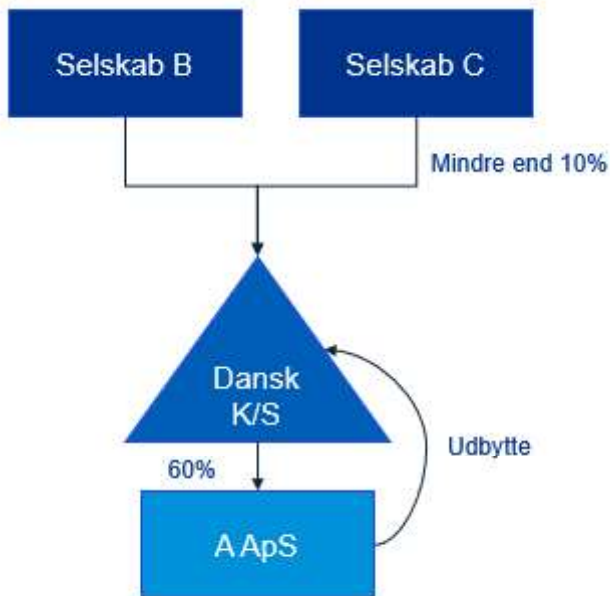 Selskab B
Selskab C
Mindre end 10%
Dansk
K/S
Udbytte
60%
A ApS